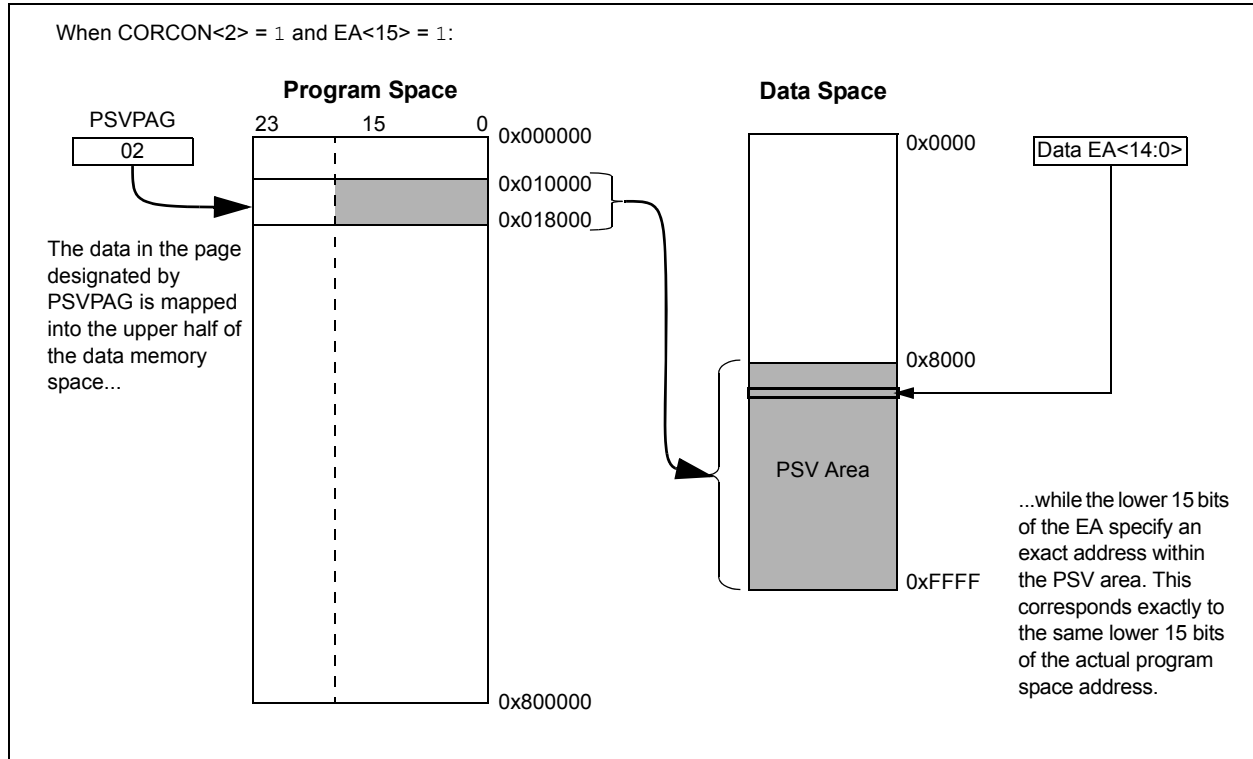 When CORCON<2> = 1 and EA<15> = 1:
Program Space
Data Space
PSVPAG
02
23 15 0
0x000000
0x010000
0x018000
0x800000
The data in the page
designated by
PSVPAG is mapped
into the upper half of
the data memory
space...
0x0000
0x8000
PSV Area
0xFFFF
Data EA<14:0>
...while the lower 15 bits
of the EA specify an
exact address within
the PSV area. This
corresponds exactly to
the same lower 15 bits
of the actual program
space address.